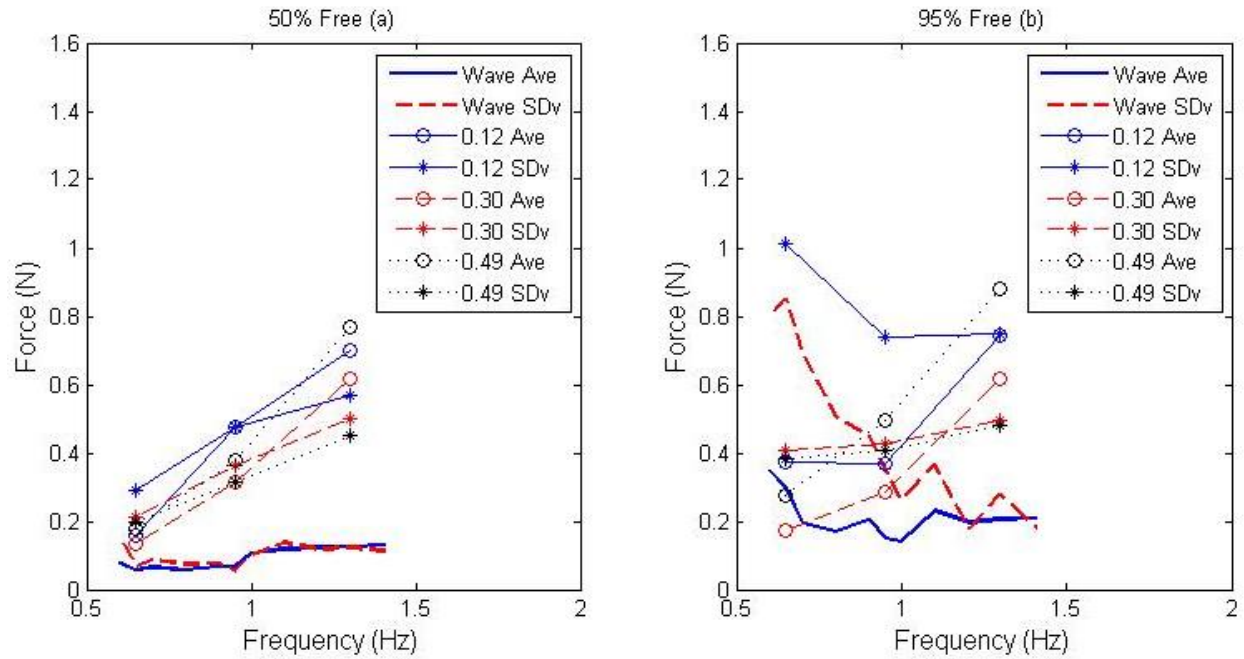 50% Free (a)
1.6
1.4
1.2
1
0.8
0.6
0.4
0.2
0
Force (N)
0.5
1
1.5
2
Frequency (Hz)
Wave Ave
Wave SDv
0.12 Ave
0.12 SDv
0.30 Ave
0.30 SDv
0.49 Ave
0.49 SDv
95% Free (b)
1.6
1.4
1.2
1
0.8
0.6
0.4
0.2
0
Force (N)
0.5
1
1.5
2
Frequency (Hz)
Wave Ave
Wave SDv
0.12 Ave
0.12 SDv
0.30 Ave
0.30 SDv
0.49 Ave
0.49 SDv